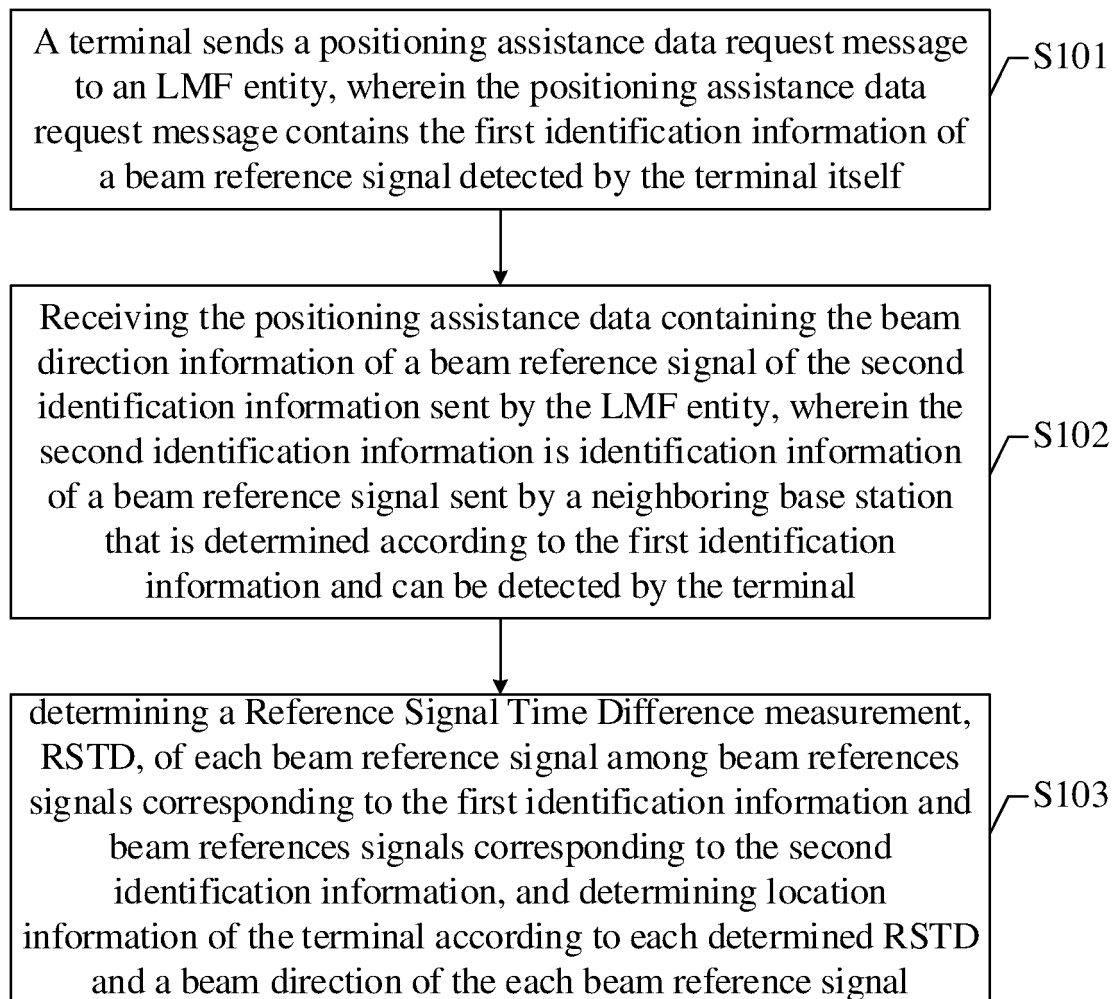 A terminal sends a positioning assistance data request message
to an LMF entity, wherein the positioning assistance data
request message contains the first identification information of
a beam reference signal detected by the terminal itself
S101
Receiving the positioning assistance data containing the beam
direction information of a beam reference signal of the second
identification information sent by the LMF entity, wherein the
second identification information is identification information
of a beam reference signal sent by a neighboring base station
that is determined according to the first identification
information and can be detected by the terminal
S102
determining a Reference Signal Time Difference measurement,
RSTD, of each beam reference signal among beam references
signals corresponding to the first identification information and
beam references signals corresponding to the second
identification information, and determining location
information of the terminal according to each determined RSTD
and a beam direction of the each beam reference signal
S103